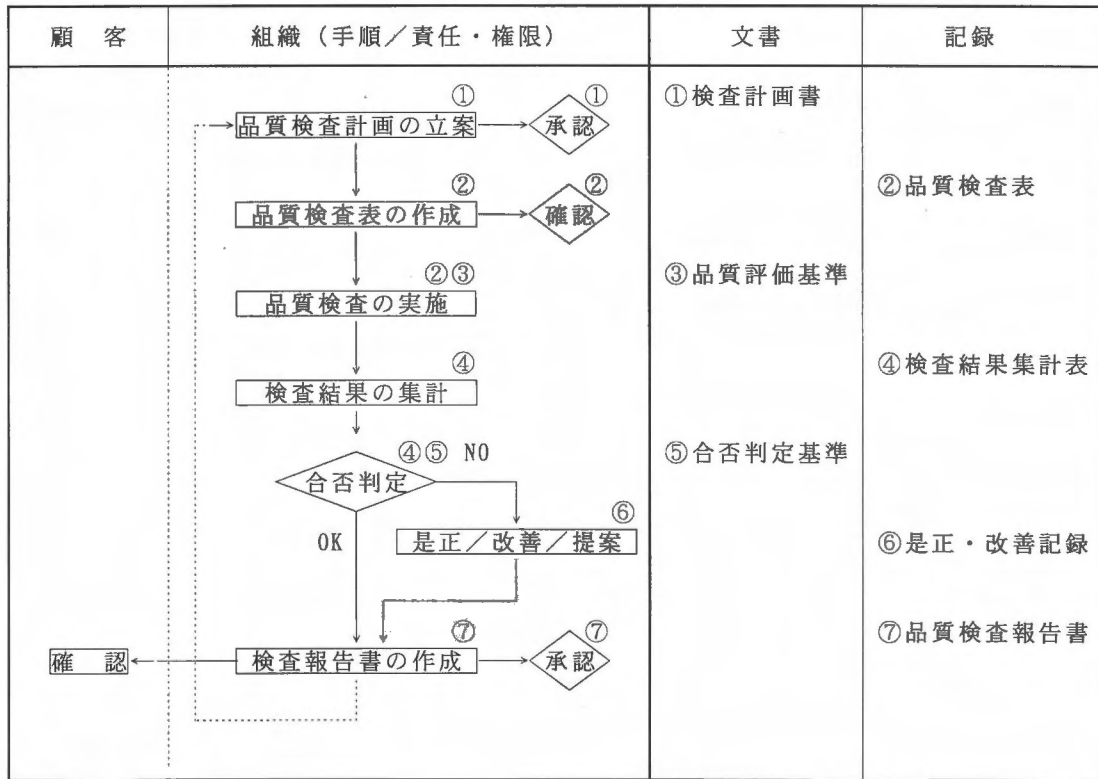 顧 客 組織（手順／責任・権限） 文書 記録
① ① ①検査計画書
品質検査計画の立案 承認
②品質検査表
② ②
品質検査表の作成 確認
②③ ③品質評価基準
品質検査の実施
④ ④検査結果集計表
検査結果の集計
④⑤ NO ⑤合否判定基準
合否判定
⑥
OK 是正／改善／提案 ⑥是正・改善記録
⑦ ⑦ ⑦品質検査報告書
確 認 検査報告書の作成 承認